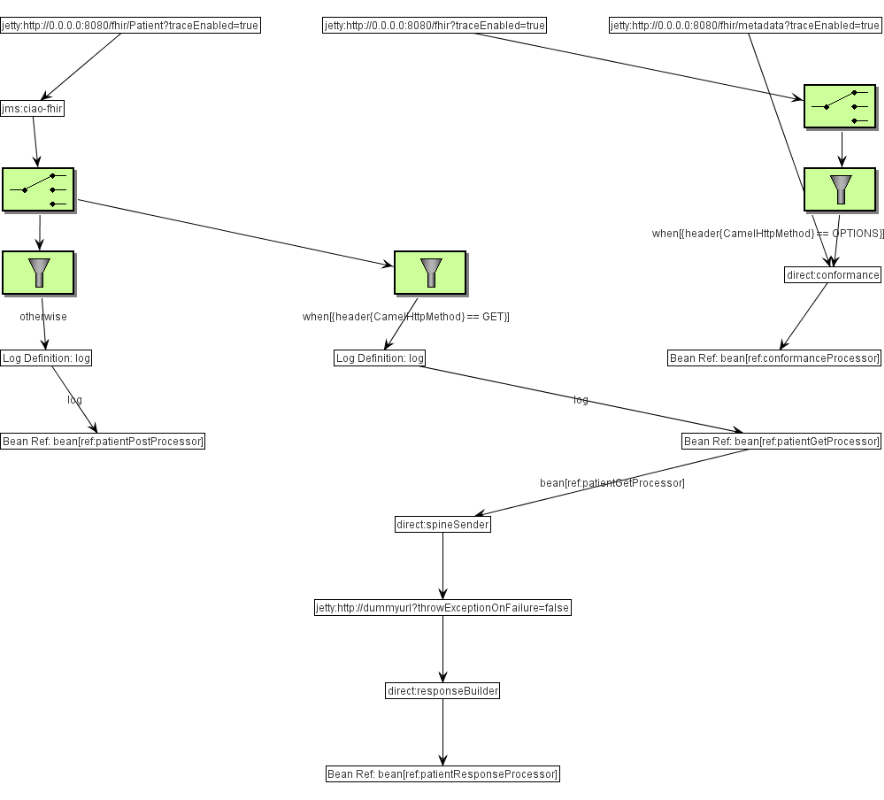 jetty:http://0.0.0.0:8080/fhir/Patient?traceEnabled=true
jetty:http://0.0.0.0:8080/fhir?traceEnabled=true
jetty:http://0.0.0.0:8080/fhir/metadata?traceEnabled=true
jms:ciao-fhir
when[{header{CamelHttpMethod} == OPTIONS}]
direct:conformance
otherwise
when[{header{CamelHttpMethod} == GET}]
Log Definition: log
Log Definition: log
Bean Ref: bean[ref:conformanceProcessor]
log
log
Bean Ref: bean[ref:patientPostProcessor]
Bean Ref: bean[ref:patientGetProcessor]
bean[ref:patientGetProcessor]
direct:spineSender
jetty:http://dummyurl?throwExceptionOnFailure=false
direct:responseBuilder
Bean Ref: bean[ref:patientResponseProcessor]